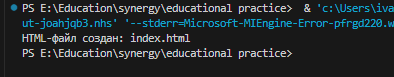 PS E:\Education\synergy\educational practice>  & 'c:\Users\iva
ut-joahjqb3.nhs' '--stderr=Microsoft-MIEngine-Error-pfrgd220.w
HTML-файл создан: index.html
PS E:\Education\synergy\educational practice>